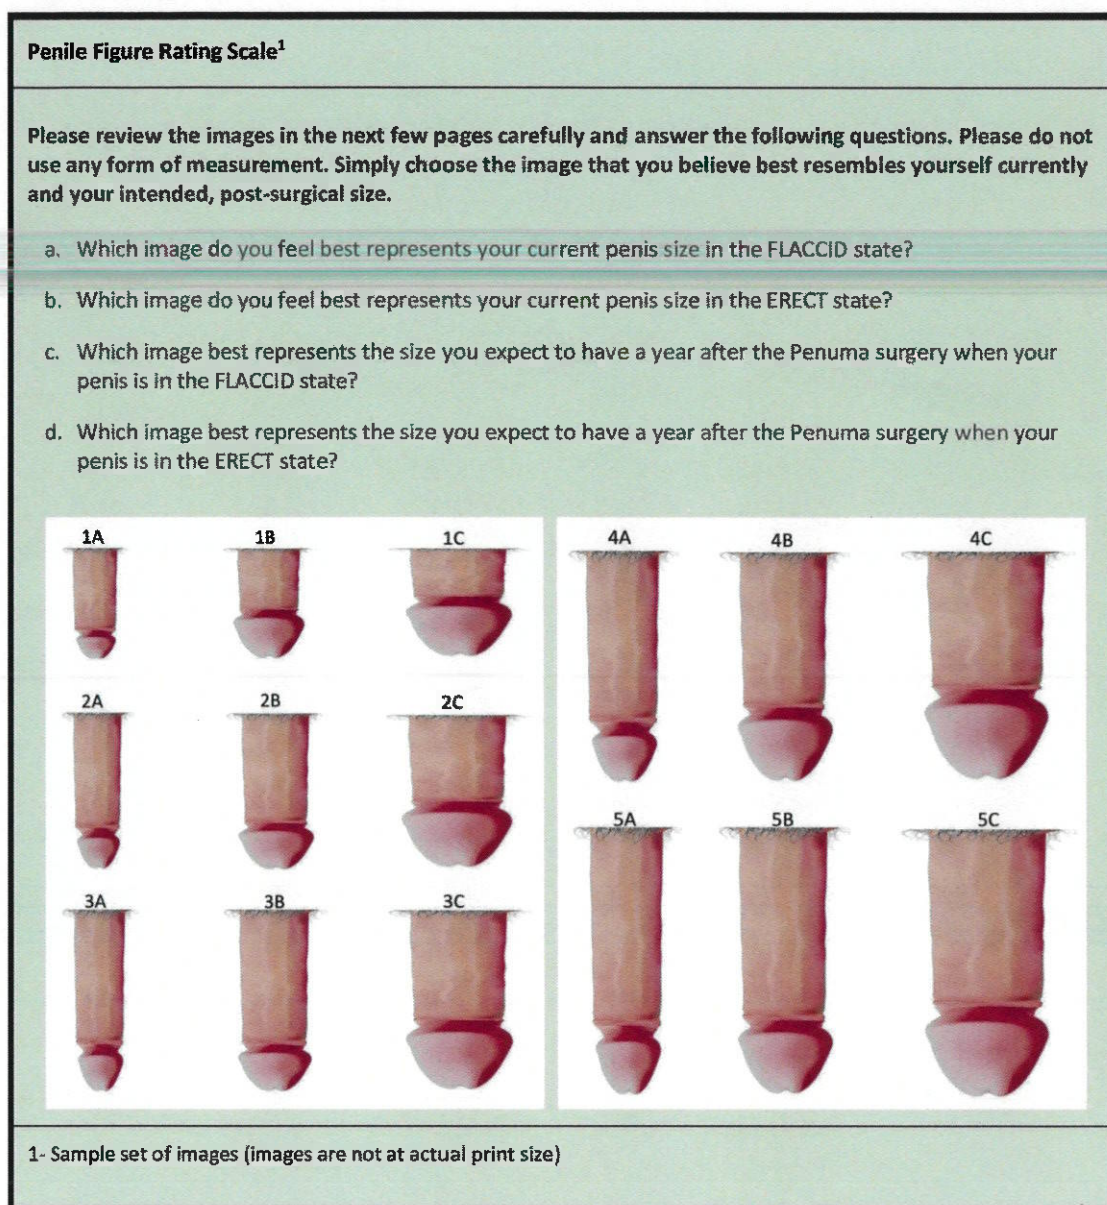 Penile Figure Rating Scale¹
Please review the images in the next few pages carefully and answer the following questions. Please do not
use any form of measurement. Simply choose the image that you believe best resembles yourself currently
and your intended, post-surgical size.
a. Which image do you feel best represents your current penis size in the FLACCID state?
b. Which image do you feel best represents your current penis size in the ERECT state?
c. Which image best represents the size you expect to have a year after the Penuma surgery when your
penis is in the FLACCID state?
d. Which image best represents the size you expect to have a year after the Penuma surgery when your
penis is in the ERECT state?
1A 1B 1C
2A 2B 2C
3A 3B 3C
4A 4B 4C
5A 5B 5C
1- Sample set of images (images are not at actual print size)